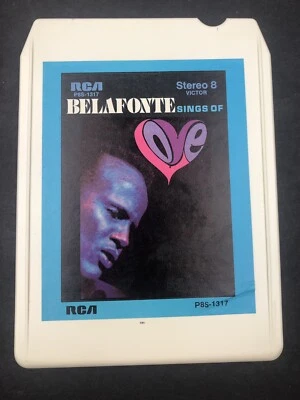 RCA
P8S-1317
Stereo 8
VICTOR
BELAFONTE SINGS OF
Love
RCA
P8S-1317